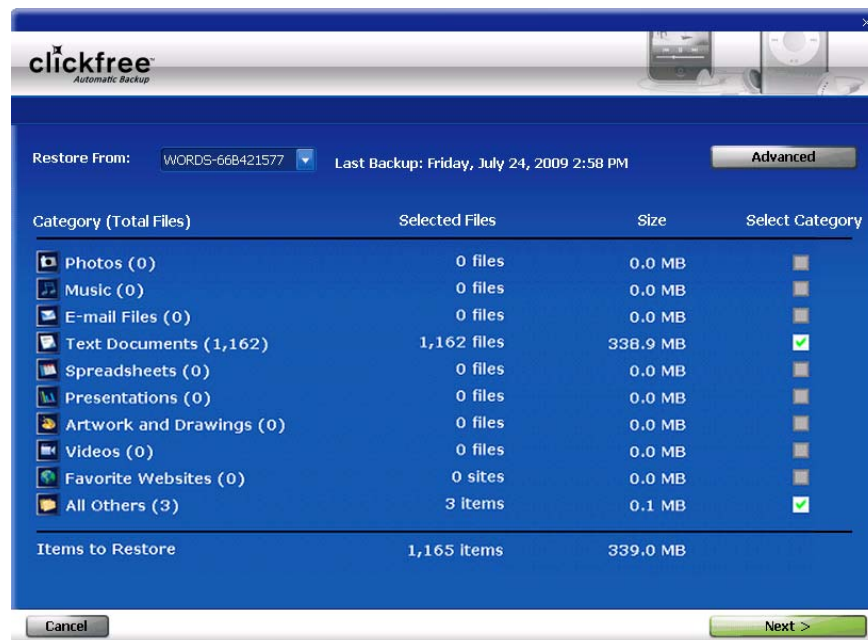 clickfree™
Automatic Backup
Restore From: WORDS-66B421577 Last Backup: Friday, July 24, 2009 2:58 PM Advanced
Category (Total Files) Selected Files Size Select Category
Photos (0) 0 files 0.0 MB
Music (0) 0 files 0.0 MB
E-mail Files (0) 0 files 0.0 MB
Text Documents (1,162) 1,162 files 338.9 MB
Spreadsheets (0) 0 files 0.0 MB
Presentations (0) 0 files 0.0 MB
Artwork and Drawings (0) 0 files 0.0 MB
Videos (0) 0 files 0.0 MB
Favorite Websites (0) 0 sites 0.0 MB
All Others (3) 3 items 0.1 MB
Items to Restore 1,165 items 339.0 MB
Cancel Next >